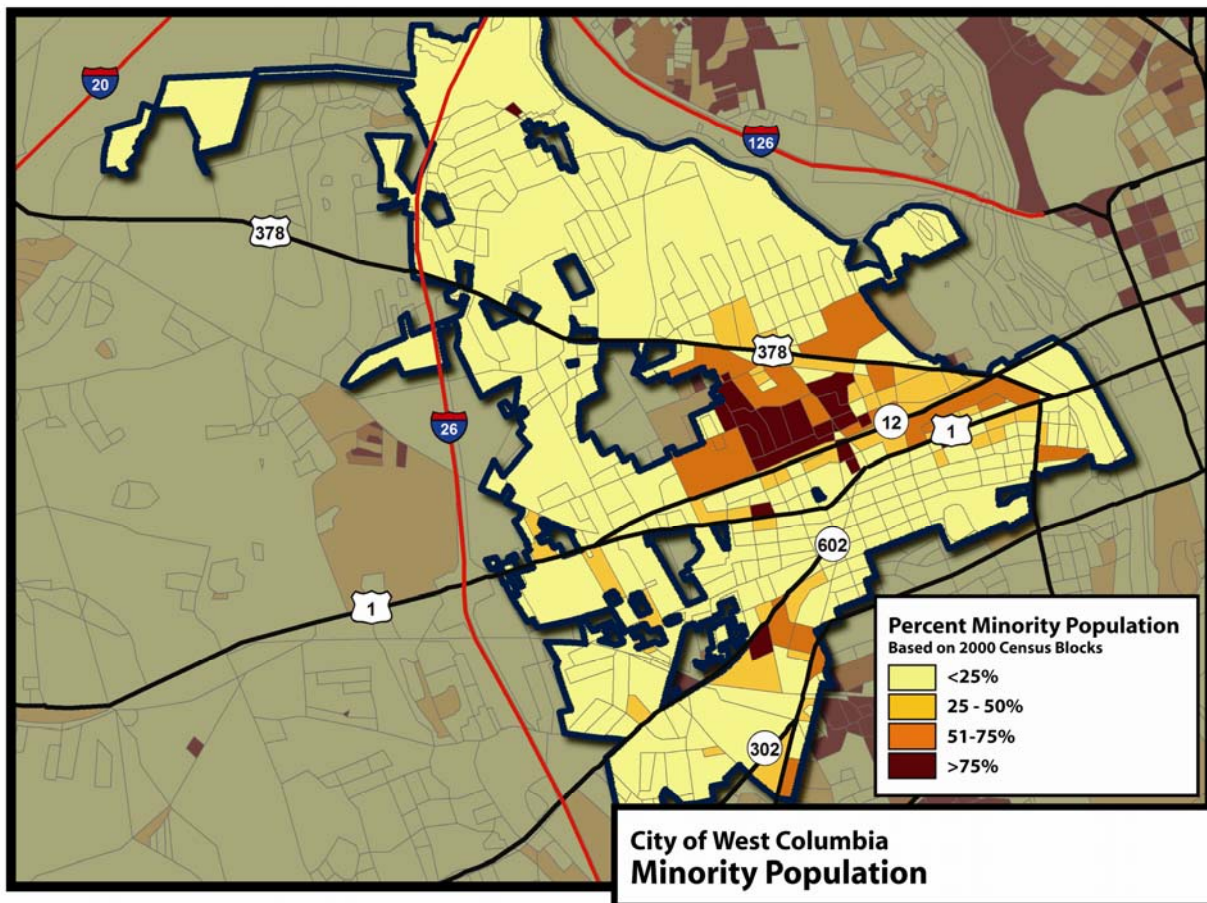 20
126
378
378
12
1
26
602
1
302
Percent Minority Population
Based on 2000 Census Blocks
<25%
25 - 50%
51-75%
>75%
City of West Columbia
Minority Population